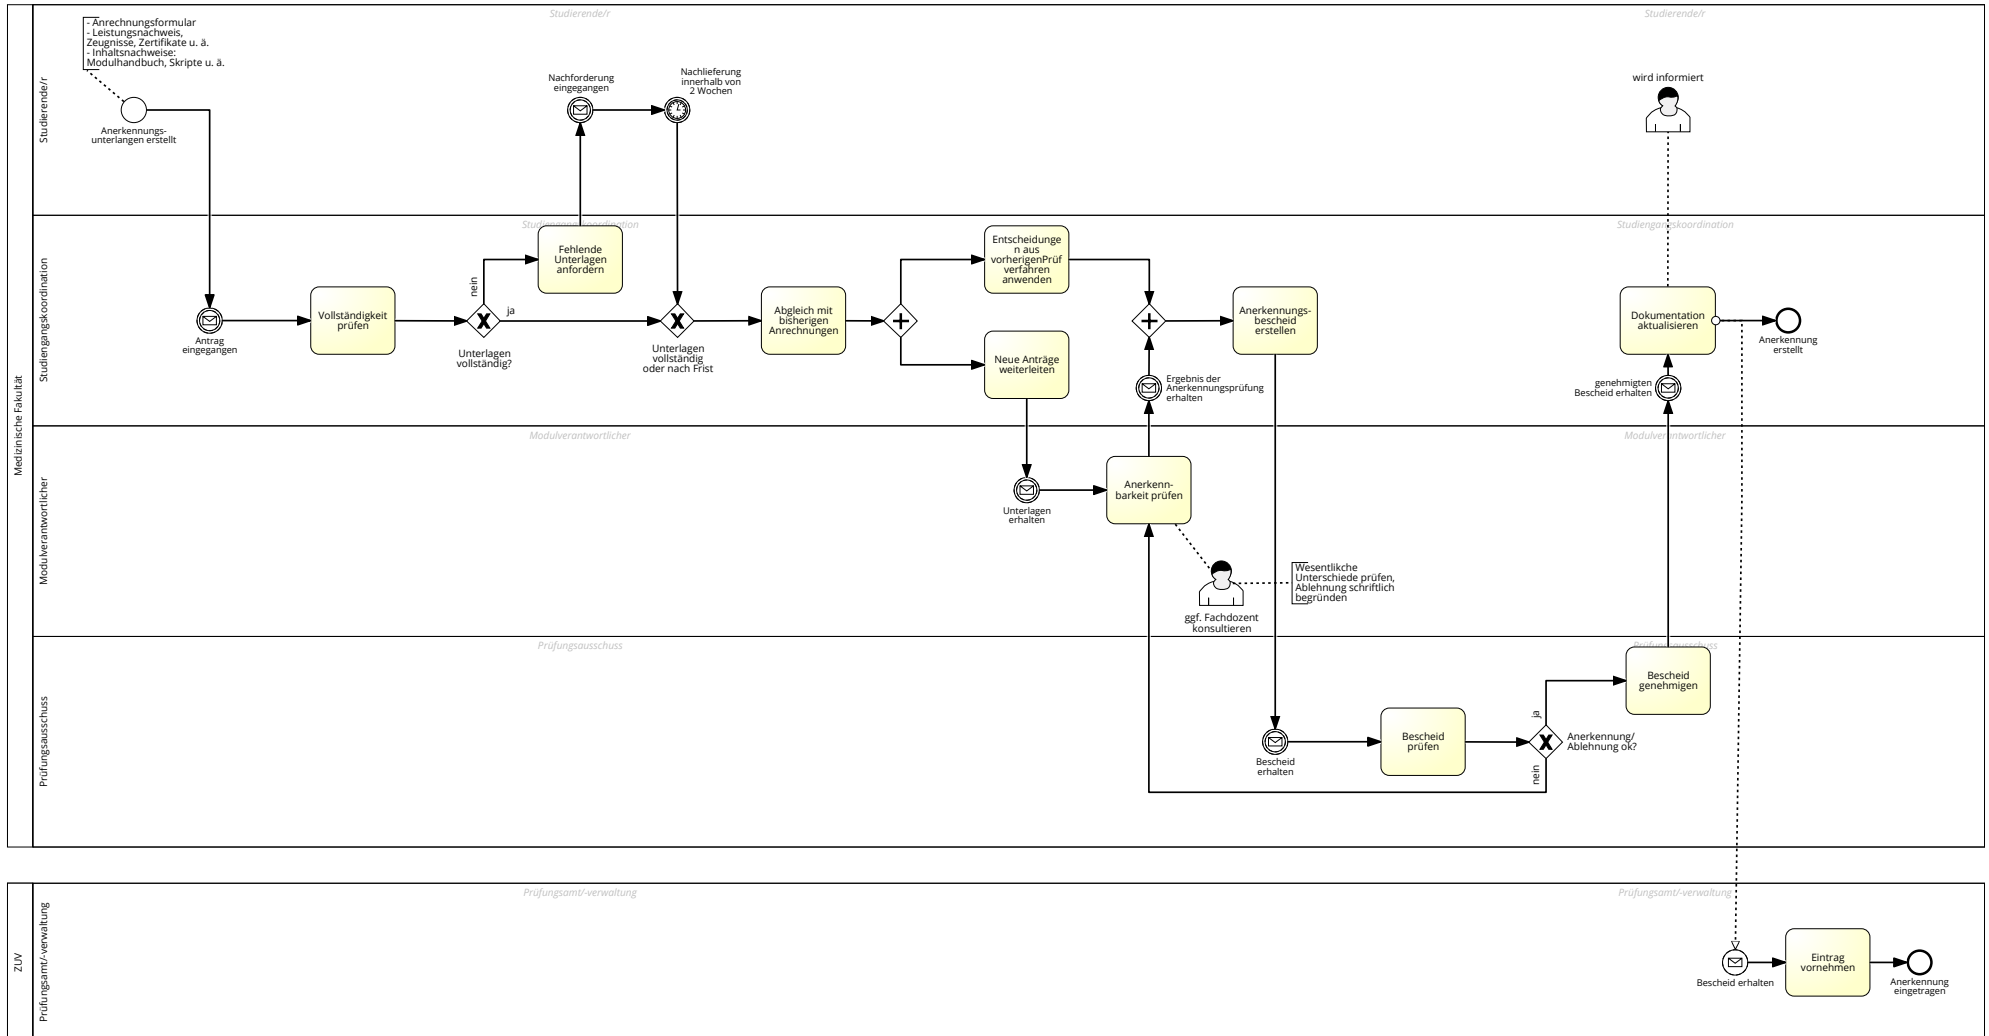 Medizinische Fakultät
Studierende/r
Studierende/r
Studierende/r
- Anrechnungsformular
- Leistungsnachweis,
Zeugnisse, Zertifikate u. ä.
- Inhaltsnachweise:
Modulhandbuch, Skripte u. ä.
Anerkennungs-
unterlangen erstellt
Nachforderung
eingegangen
Nachlieferung
innerhalb von
2 Wochen
wird informiert
Studiengangskoordination
Studiengangskoordination
Studiengangskoordination
Antrag
eingegangen
Vollständigkeit
prüfen
Unterlagen
vollständig?
nein
ja
Fehlende
Unterlagen
anfordern
Unterlagen
vollständig
oder nach Frist
Abgleich mit
bisherigen
Anrechnungen
Entscheidunge
n aus
vorherigenPrüf
verfahren
anwenden
Neue Anträge
weiterleiten
Ergebnis der
Anerkennungsprüfung
erhalten
Anerkennungs-
bescheid
erstellen
genehmigten
Bescheid erhalten
Dokumentation
aktualisieren
Anerkennung
erstellt
Modulverantwortlicher
Modulverantwortlicher
Modulverantwortlicher
Unterlagen
erhalten
Anerkenn-
barkeit prüfen
ggf. Fachdozent
konsultieren
Wesentlikche
Unterschiede prüfen,
Ablehnung schriftlich
begründen
Prüfungsausschuss
Prüfungsausschuss
Prüfungsausschuss
Bescheid
erhalten
Bescheid
prüfen
ja
Anerkennung/
Ablehnung ok?
nein
Bescheid
genehmigen
ZUV
Prüfungsamt/-verwaltung
Prüfungsamt/-verwaltung
Prüfungsamt/-verwaltung
Bescheid erhalten
Eintrag
vornehmen
Anerkennung
eingetragen